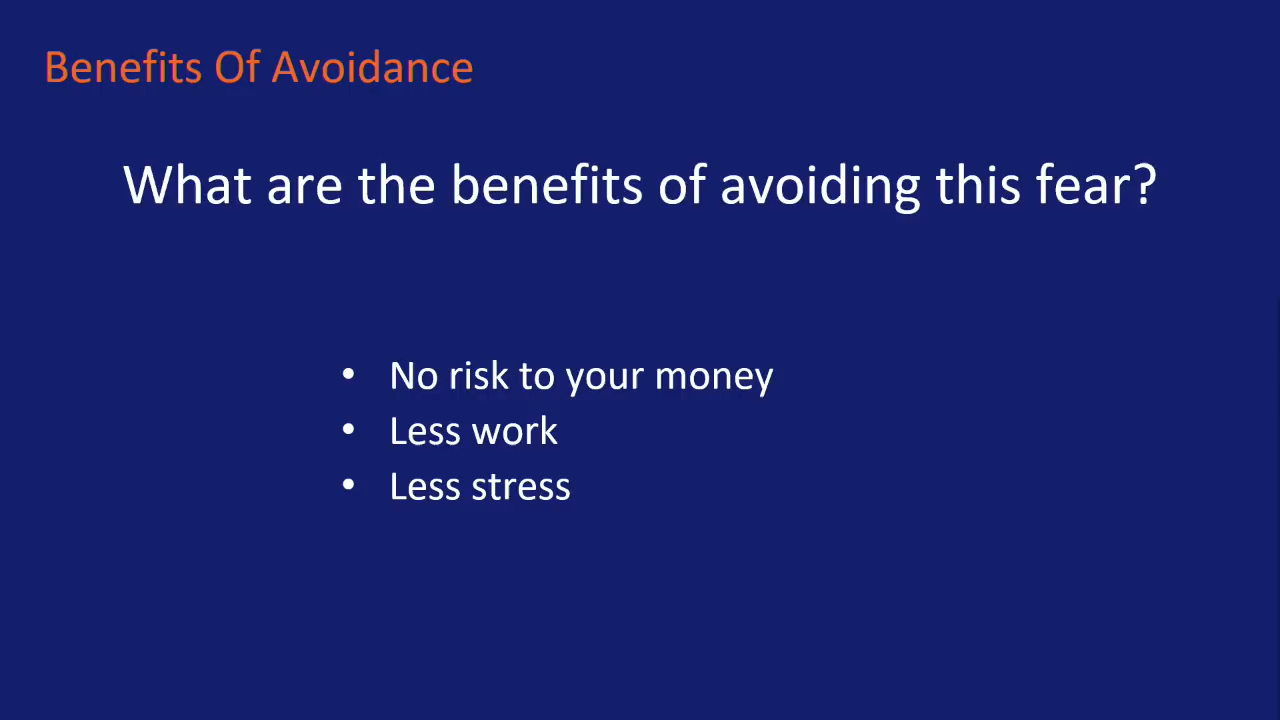 Benefits Of Avoidance
What are the benefits of avoiding this fear?
• No risk to your money
• Less work
• Less stress